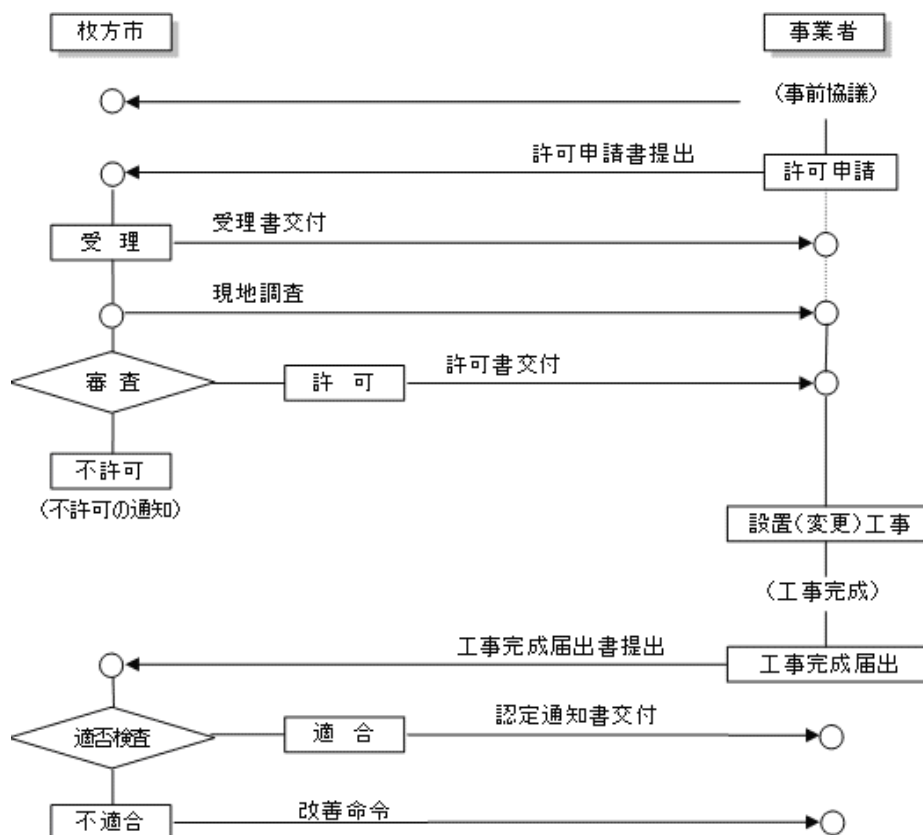 枚方市
事業者
(事前協議)
許可申請書提出
許可申請
受理書交付
受 理
現地調査
許可書交付
審 査
許 可
不許可
(不許可の通知)
設置(変更)工事
(工事完成)
工事完成届出書提出
工事完成届出
認定通知書交付
適否検査
適 合
改善命令
不適合